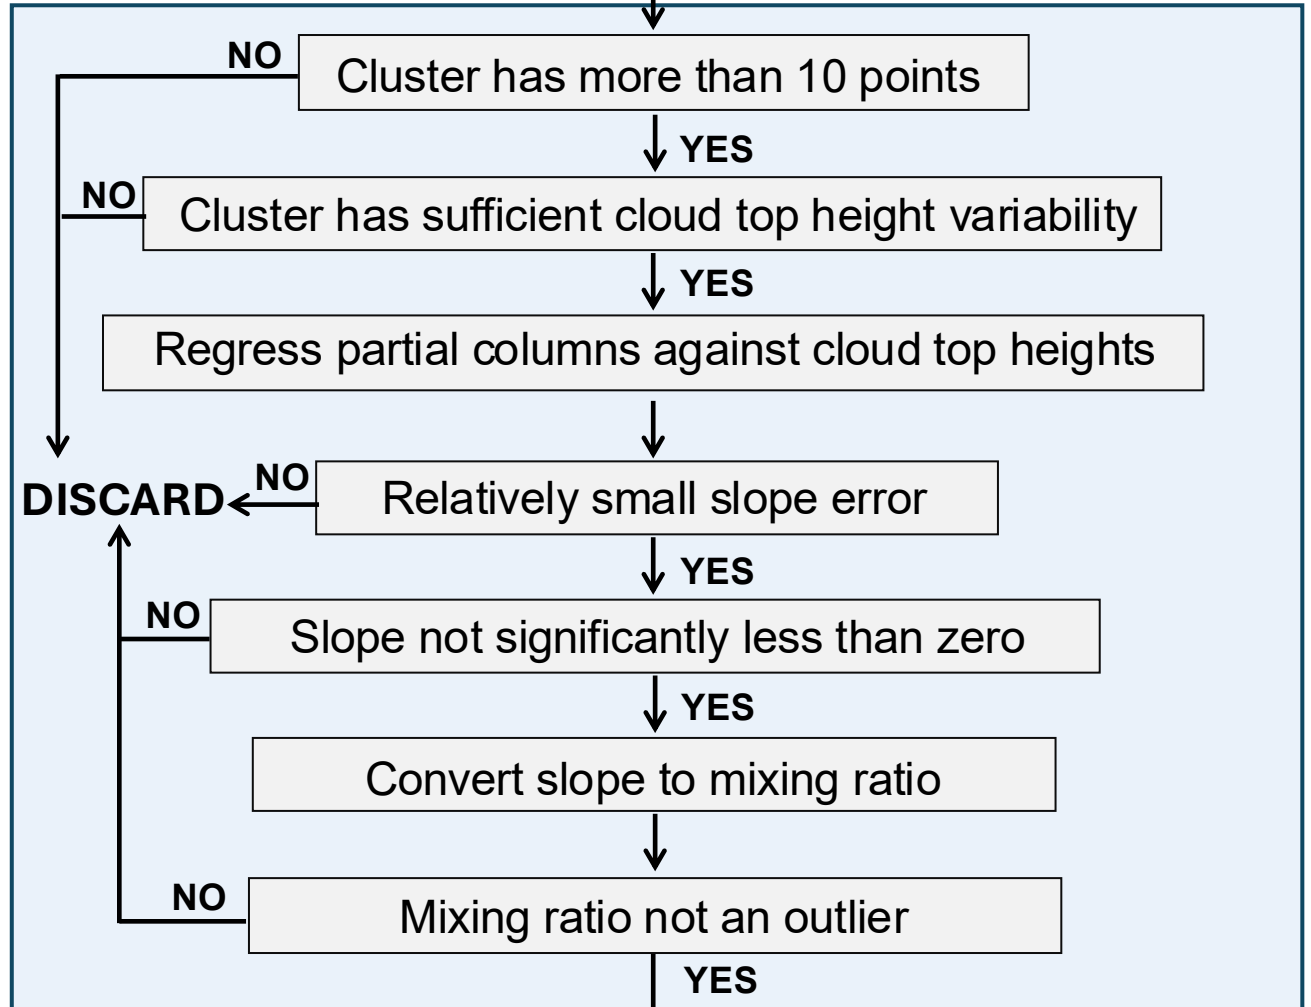 NO
Cluster has more than 10 points
YES
NO
Cluster has sufficient cloud top height variability
YES
Regress partial columns against cloud top heights
DISCARD
NO
Relatively small slope error
YES
NO
Slope not significantly less than zero
YES
Convert slope to mixing ratio
NO
Mixing ratio not an outlier
YES